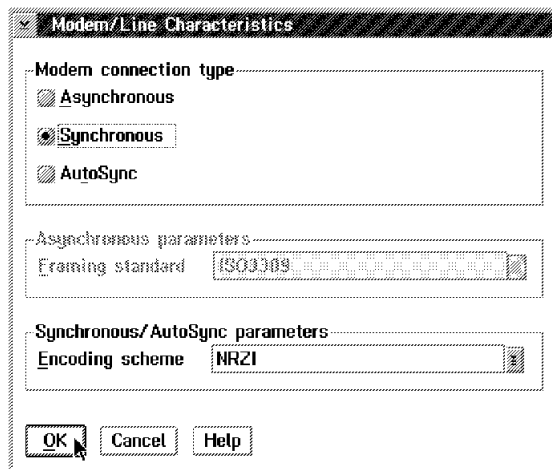 Modem/Line Characteristics
Modem connection type
Asynchronous
Synchronous
AutoSync
Asynchronous parameters
Framing standard ISO3309
Synchronous/AutoSync parameters
Encoding scheme NRZI
OK Cancel Help